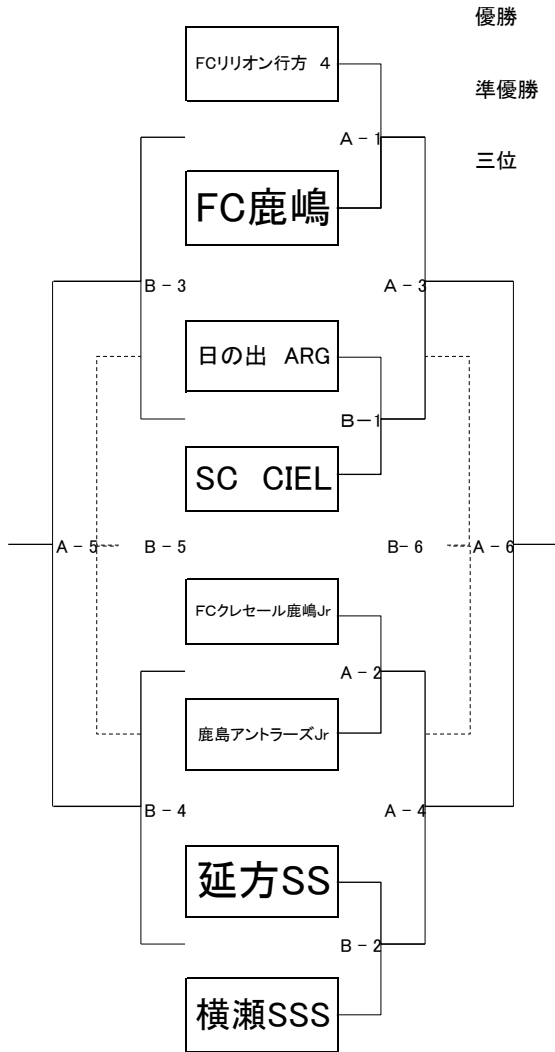 優勝
FCリリオン行方　4
準優勝
A－1
三位
FC鹿嶋
B－3
A－3
日の出　ARG
B－1
SC　CIEL
A－5
B－5
B－6
A－6
FCクレセール鹿嶋Jr
A－2
鹿島アントラーズJr
B－4
A－4
延方SS
B－2
横瀬SSS